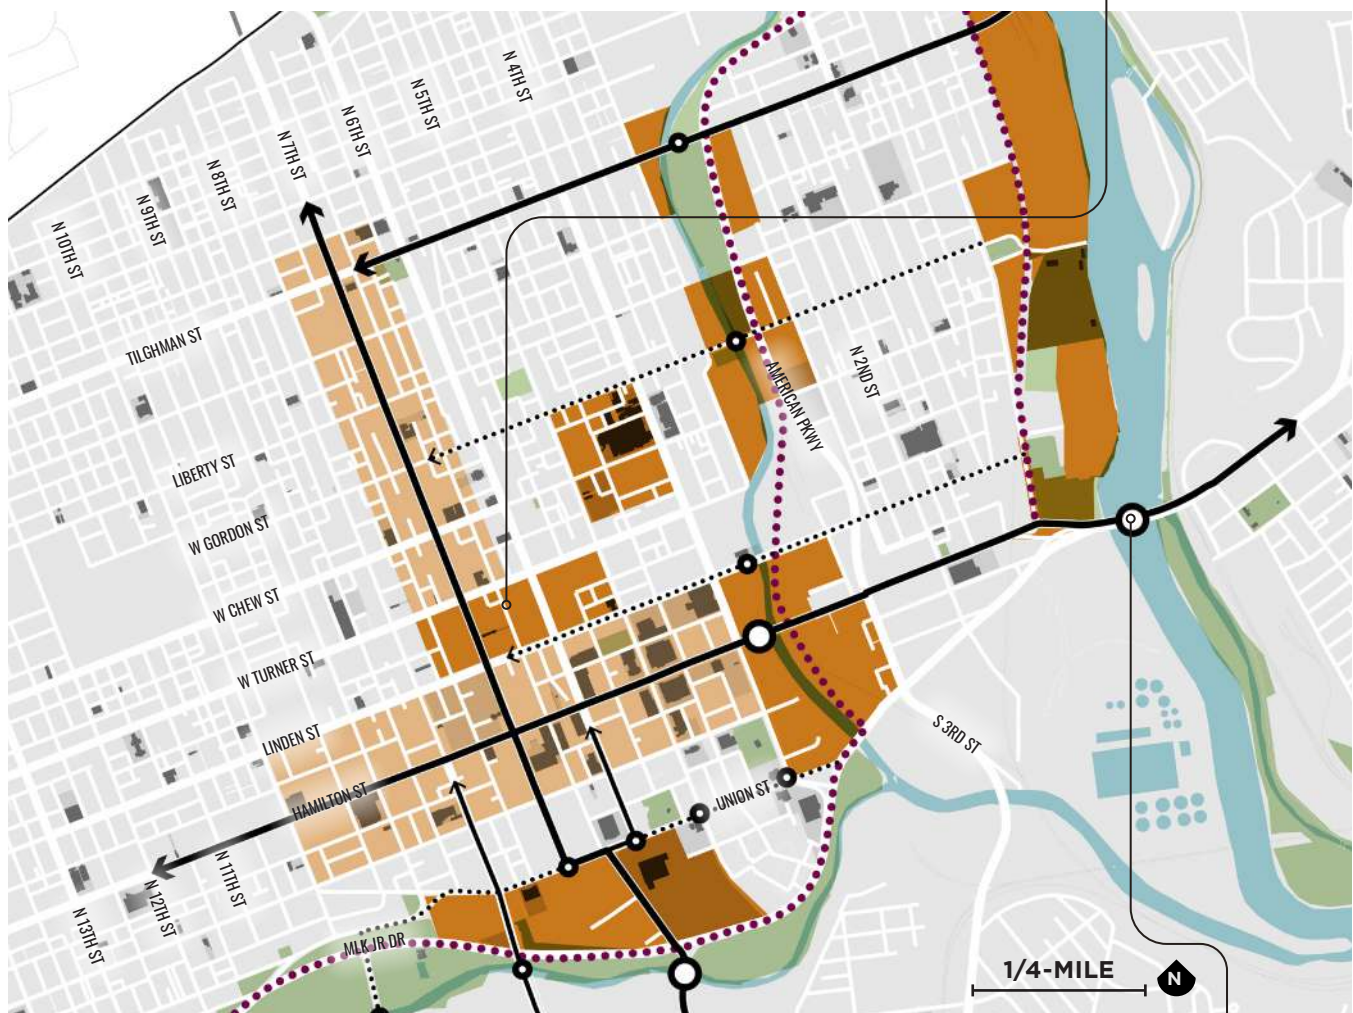 N 4TH ST
N 5TH ST
N 6TH ST
N 7TH ST
N 8TH ST
N 9TH ST
N 10TH ST
TILGHMAN ST
N 2ND ST
AMERICAN PKWY
LIBERTY ST
W GORDON ST
W CHEW ST
W TURNER ST
LINDEN ST
HAMILTON ST
S 3RD ST
UNION ST
N 11TH ST
N 12TH ST
N 13TH ST
MLK JR DR
1/4-MILE
N